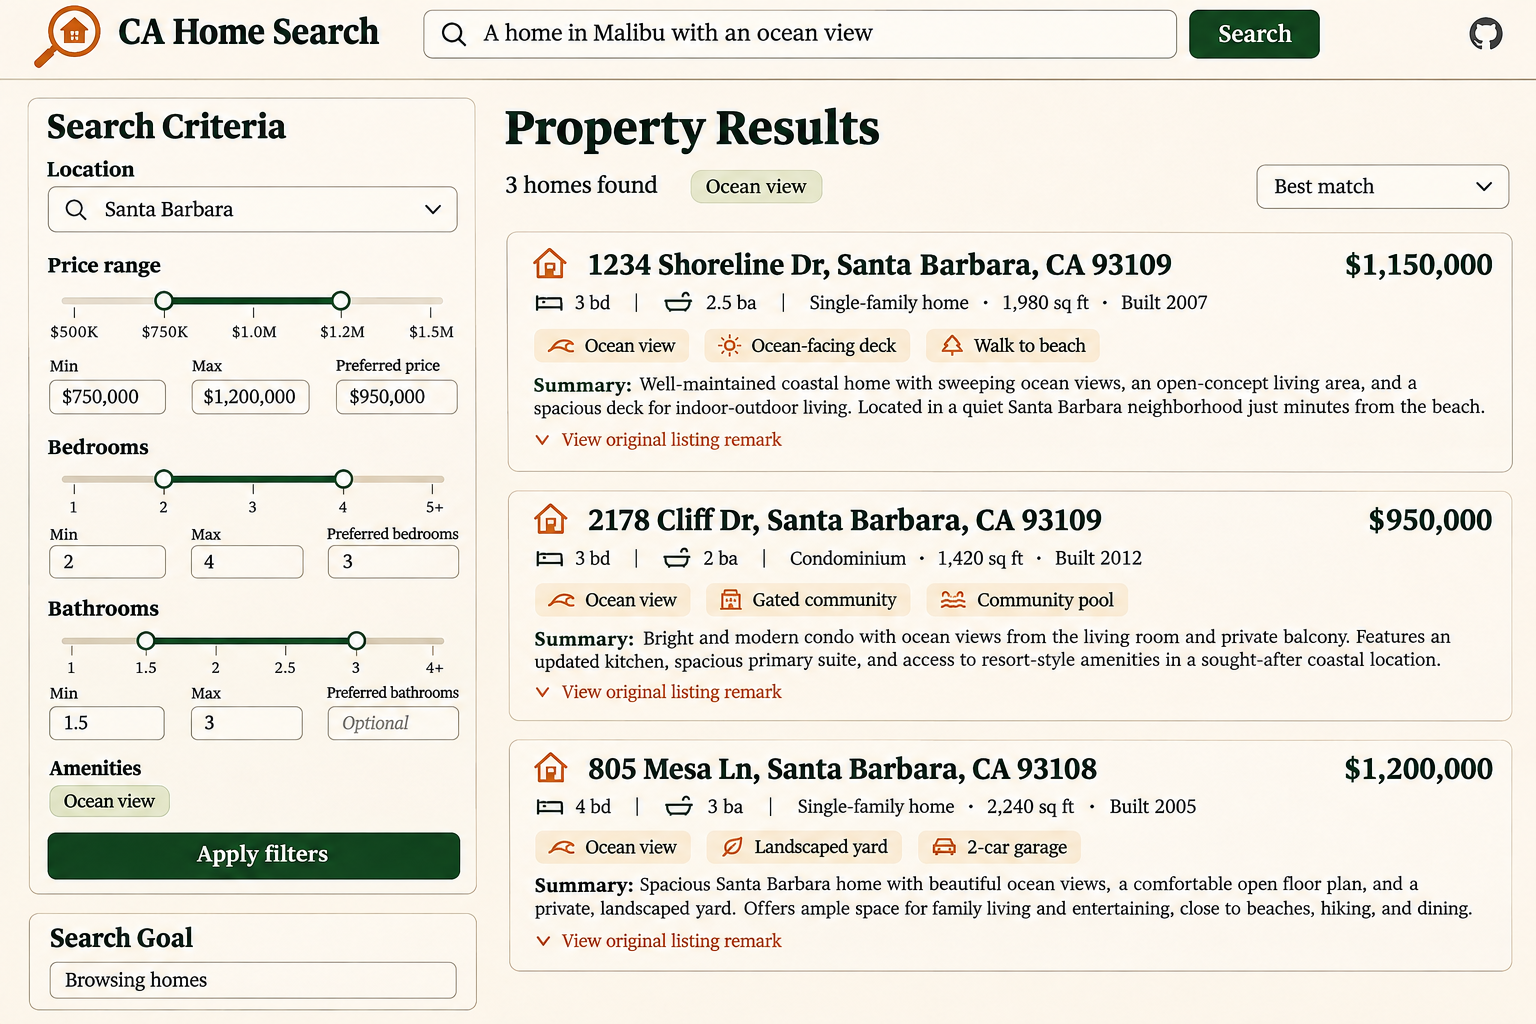 CA Home Search
A home in Malibu with an ocean view
Search
Search Criteria
Location
Santa Barbara
Price range
$500K $750K $1.0M $1.2M $1.5M
Min Max Preferred price
$750,000 $1,200,000 $950,000
Bedrooms
1 2 3 4 5+
Min Max Preferred bedrooms
2 4 3
Bathrooms
1 1.5 2 2.5 3 4+
Min Max Preferred bathrooms
1.5 3 Optional
Amenities
Ocean view
Apply filters
Search Goal
Browsing homes
Property Results
3 homes found Ocean view Best match
1234 Shoreline Dr, Santa Barbara, CA 93109 $1,150,000
3 bd | 2.5 ba | Single-family home · 1,980 sq ft · Built 2007
Ocean view Ocean-facing deck Walk to beach
Summary: Well-maintained coastal home with sweeping ocean views, an open-concept living area, and a
spacious deck for indoor-outdoor living. Located in a quiet Santa Barbara neighborhood just minutes from the beach.
View original listing remark
2178 Cliff Dr, Santa Barbara, CA 93109 $950,000
3 bd | 2 ba | Condominium · 1,420 sq ft · Built 2012
Ocean view Gated community Community pool
Summary: Bright and modern condo with ocean views from the living room and private balcony. Features an
updated kitchen, spacious primary suite, and access to resort-style amenities in a sought-after coastal location.
View original listing remark
805 Mesa Ln, Santa Barbara, CA 93108 $1,200,000
4 bd | 3 ba | Single-family home · 2,240 sq ft · Built 2005
Ocean view Landscaped yard 2-car garage
Summary: Spacious Santa Barbara home with beautiful ocean views, a comfortable open floor plan, and a
private, landscaped yard. Offers ample space for family living and entertaining, close to beaches, hiking, and dining.
View original listing remark